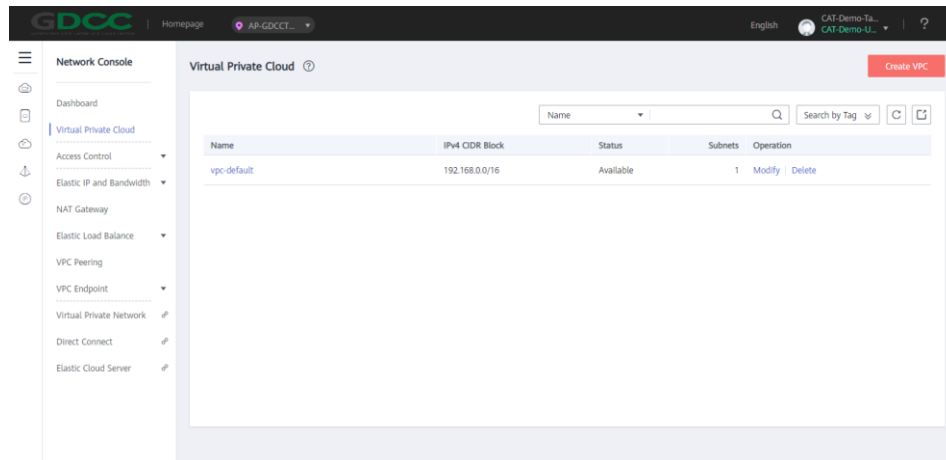 GDCC
Homepage
AP-GDCCT...
English
CAT-Demo-Ta...
CAT-Demo-U...
?
Network Console
Dashboard
Virtual Private Cloud
Access Control
Elastic IP and Bandwidth
NAT Gateway
Elastic Load Balance
VPC Peering
VPC Endpoint
Virtual Private Network
Direct Connect
Elastic Cloud Server
Virtual Private Cloud ?
Create VPC
Name
Search by Tag
Name IPv4 CIDR Block Status Subnets Operation
vpc-default 192.168.0.0/16 Available 1 Modify Delete